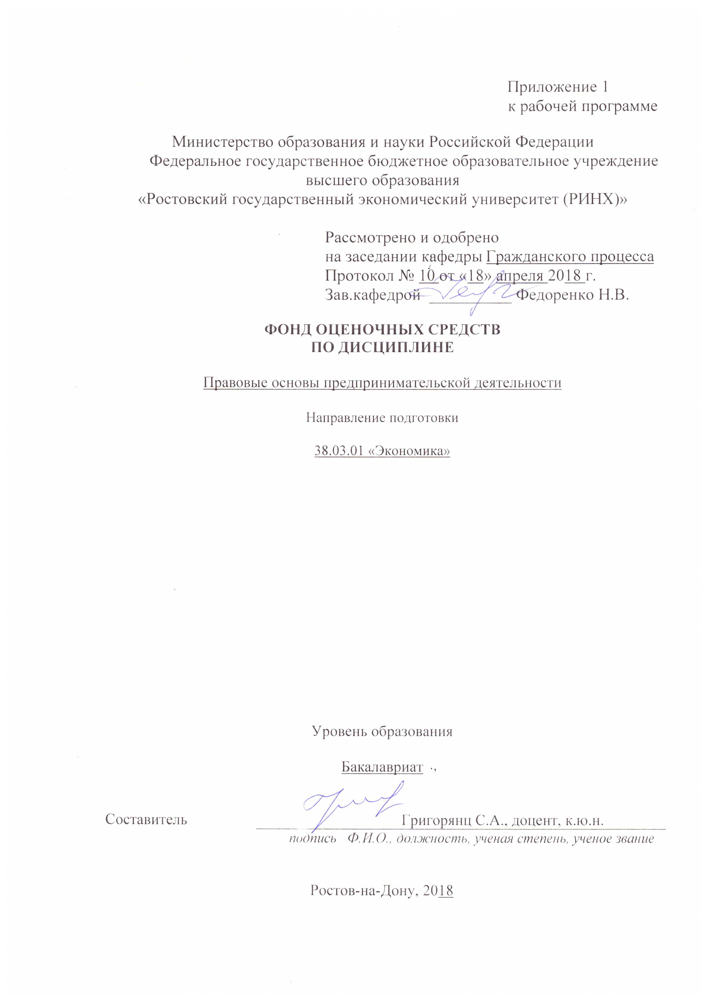 Приложение 1
к рабочей программе
Министерство образования и науки Российской Федерации
Федеральное государственное бюджетное образовательное учреждение
высшего образования
«Ростовский государственный экономический университет (РИНХ)»
Рассмотрено и одобрено
на заседании кафедры Гражданского процесса
Протокол № 10 от «18» апреля 2018 г.
Зав.кафедрой ___________ Федоренко Н.В.
ФОНД ОЦЕНОЧНЫХ СРЕДСТВ
ПО ДИСЦИПЛИНЕ
Правовые основы предпринимательской деятельности
Направление подготовки
38.03.01 «Экономика»
Уровень образования
Бакалавриат
Составитель Григорянц С.А., доцент, к.ю.н.
подпись Ф.И.О., должность, ученая степень, ученое звание
Ростов-на-Дону, 2018